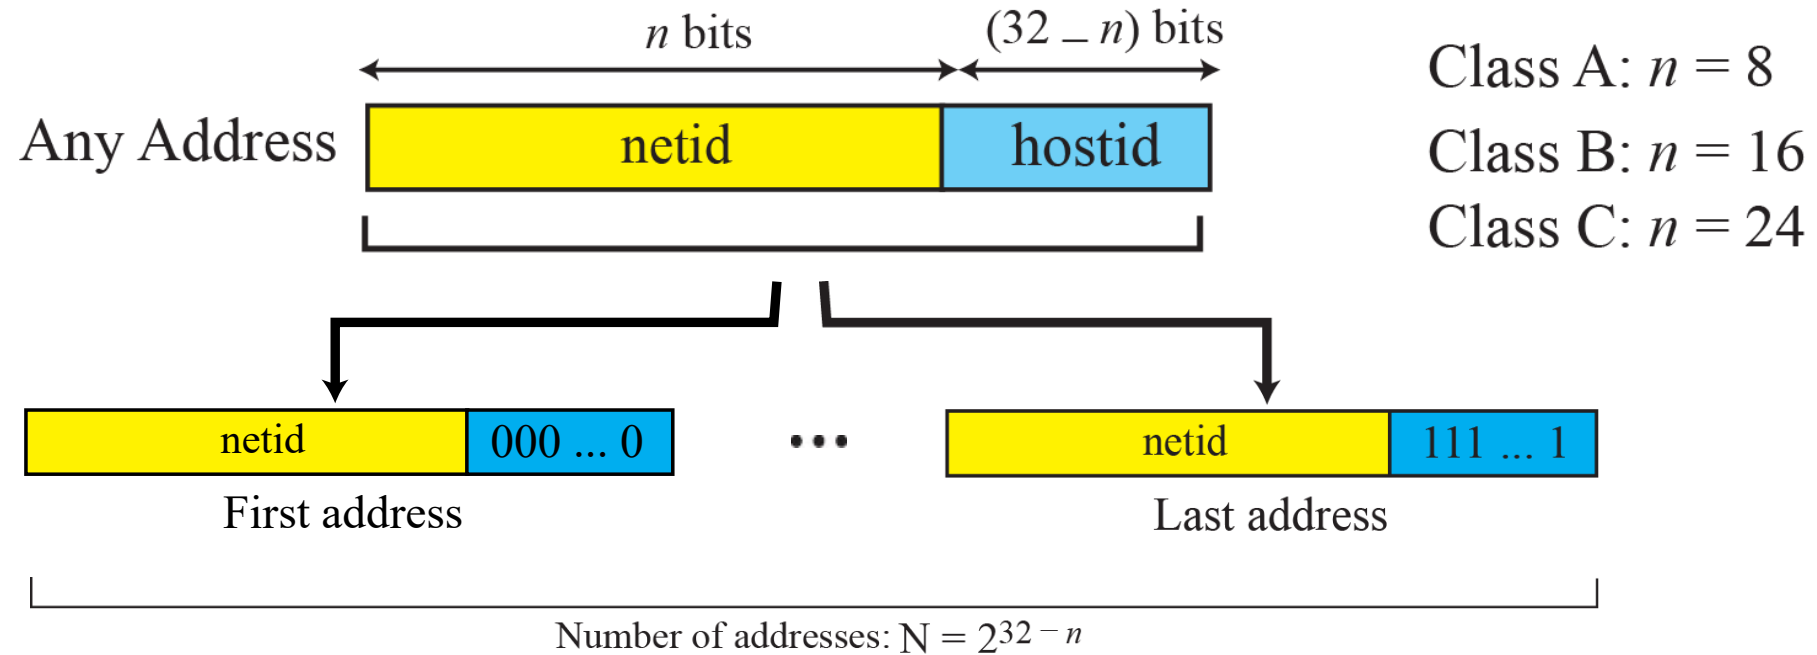 n bits
(32 – n) bits
Class A: n = 8
Any Address
netid
hostid
Class B: n = 16
Class C: n = 24
netid
000 ... 0
...
netid
111 ... 1
First address
Last address
Number of addresses: N = 2^32 – n